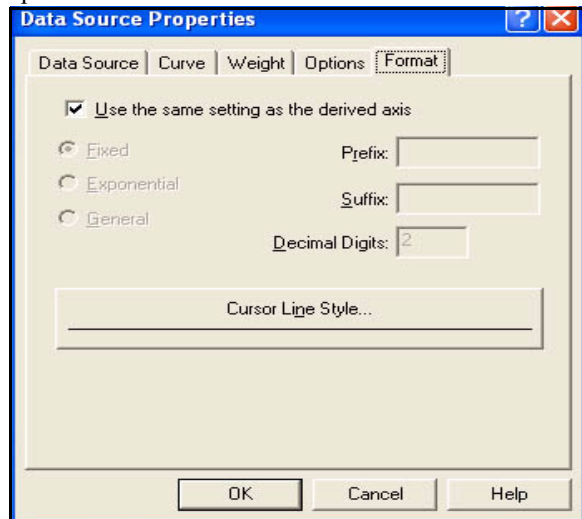 Data Source Properties
Data Source Curve Weight Options Format
Use the same setting as the derived axis
Fixed
Prefix:
Exponential
Suffix:
General
Decimal Digits: 2
Cursor Line Style...
OK Cancel Help